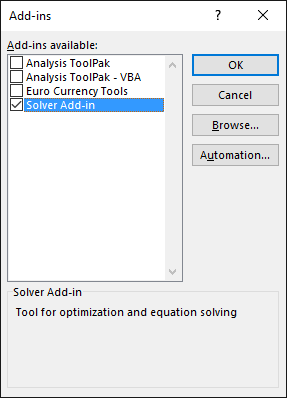 Add-ins
?
Add-ins available:
Analysis ToolPak
Analysis ToolPak - VBA
Euro Currency Tools
Solver Add-in
OK
Cancel
Browse...
Automation...
Solver Add-in
Tool for optimization and equation solving